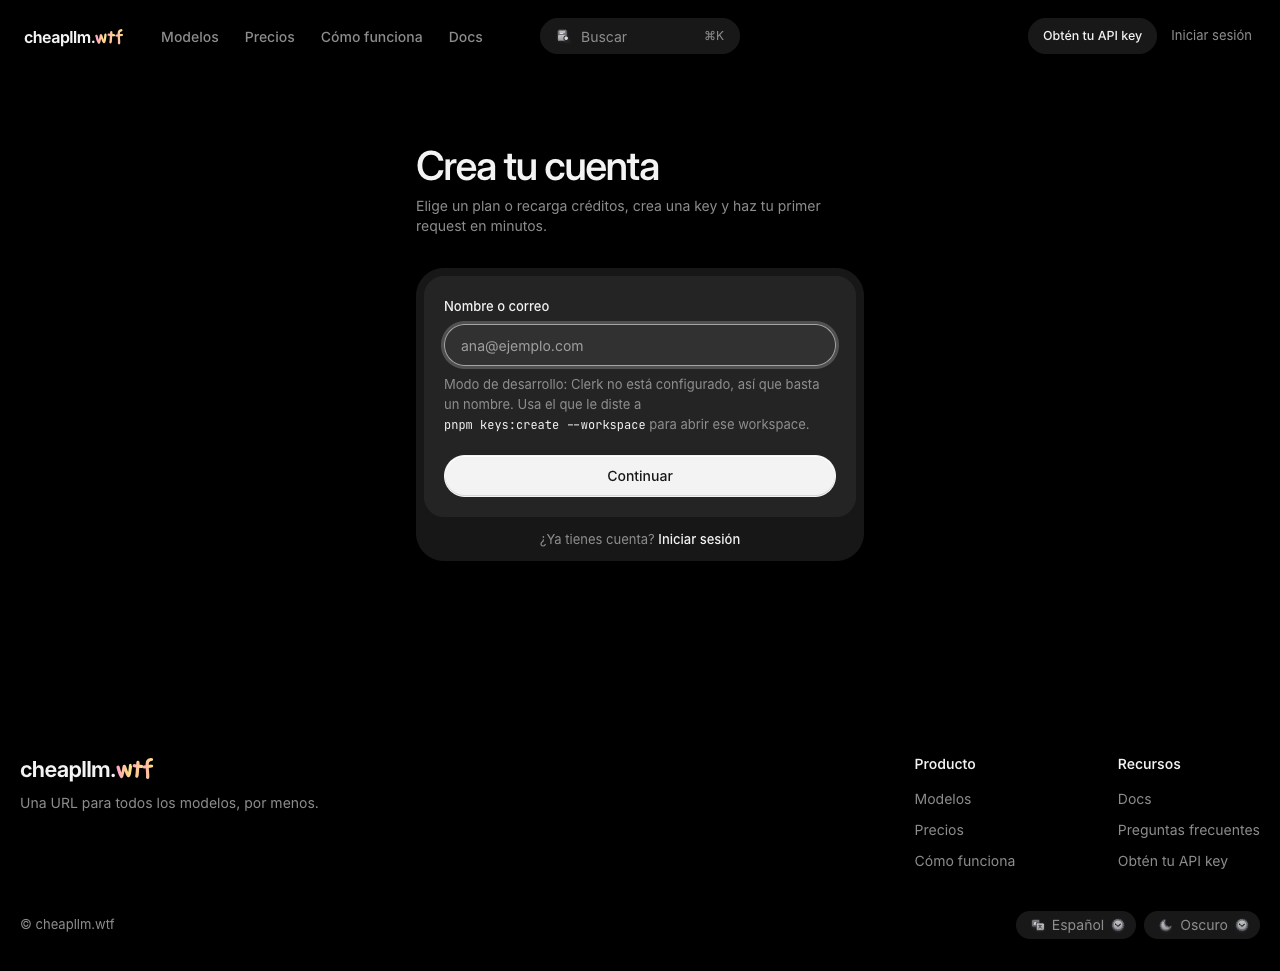 cheapllm.wtf
Modelos
Precios
Cómo funciona
Docs
Buscar
⌘K
Obtén tu API key
Iniciar sesión
Crea tu cuenta
Elige un plan o recarga créditos, crea una key y haz tu primer
request en minutos.
Nombre o correo
ana@ejemplo.com
Modo de desarrollo: Clerk no está configurado, así que basta
un nombre. Usa el que le diste a
pnpm keys:create --workspace para abrir ese workspace.
Continuar
¿Ya tienes cuenta? Iniciar sesión
cheapllm.wtf
Una URL para todos los modelos, por menos.
Producto
Modelos
Precios
Cómo funciona
Recursos
Docs
Preguntas frecuentes
Obtén tu API key
© cheapllm.wtf
Español
Oscuro